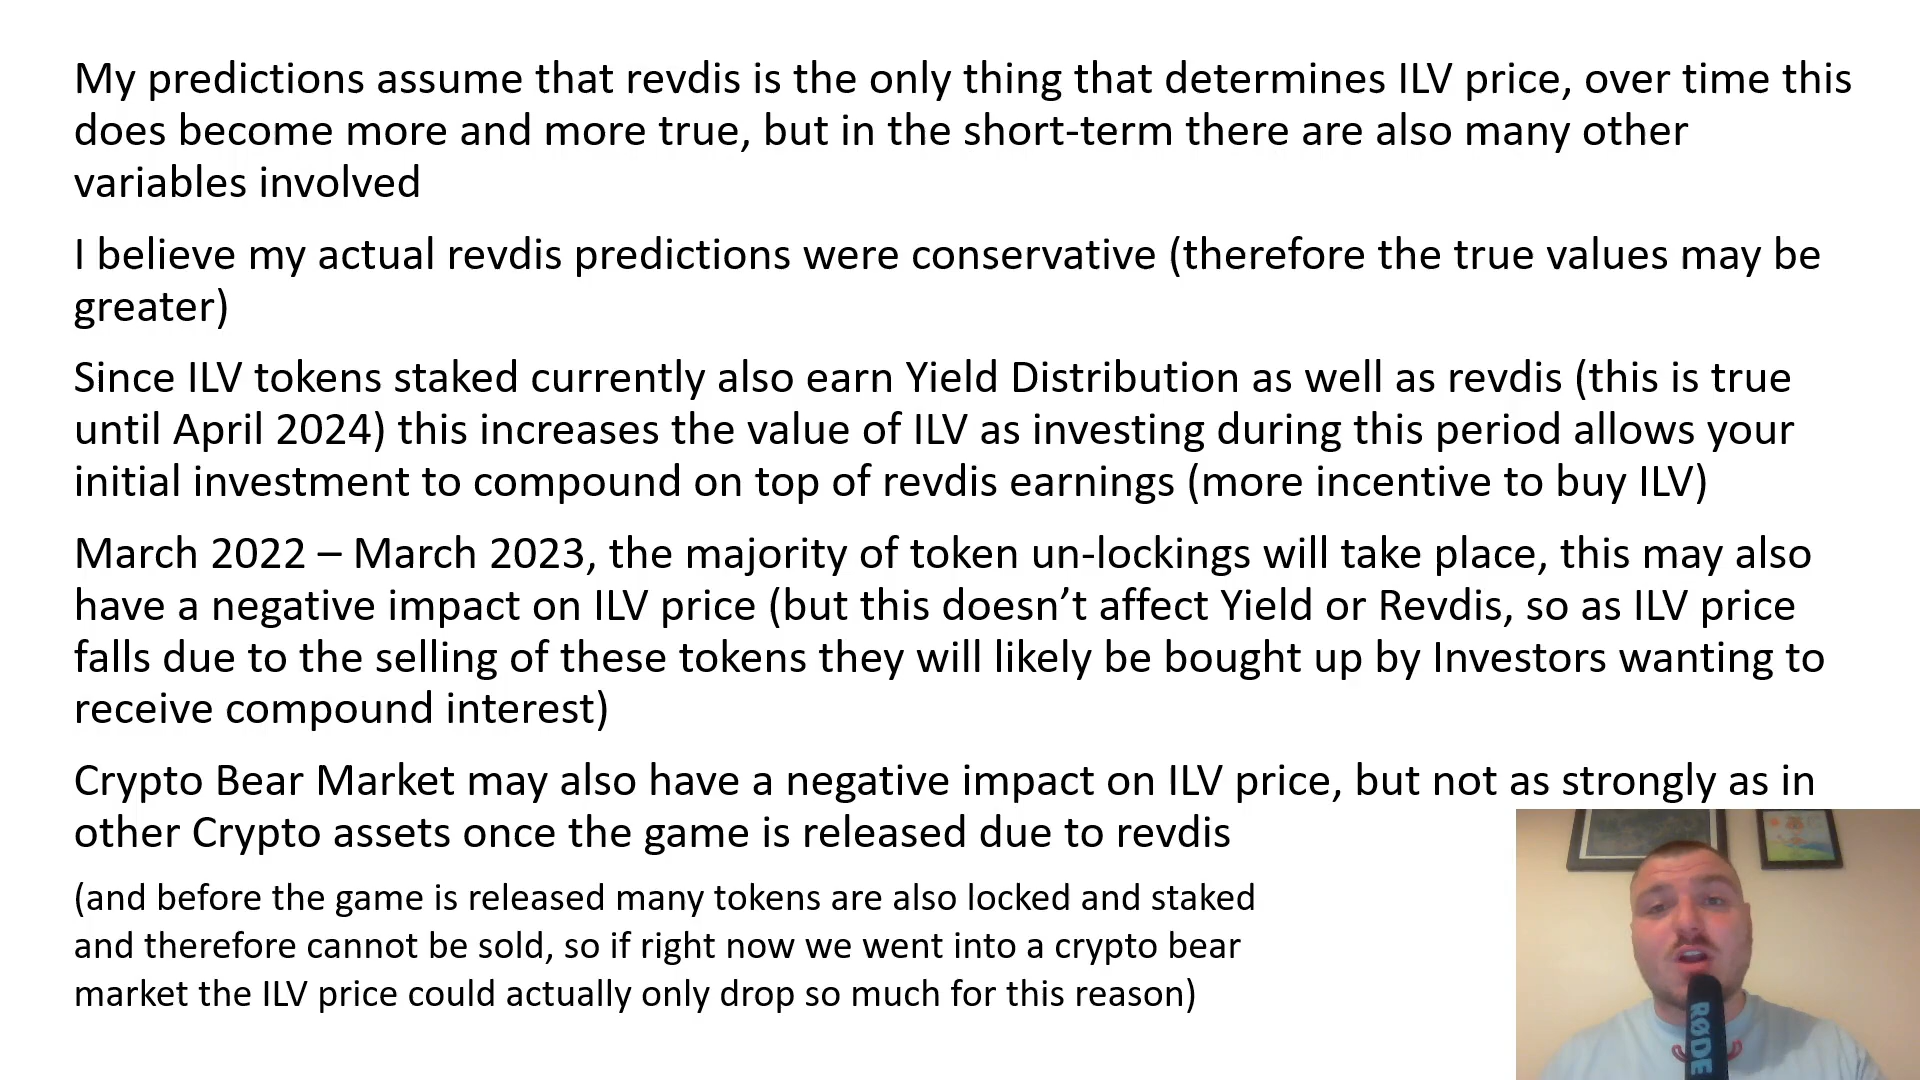 My predictions assume that revdis is the only thing that determines ILV price, over time this
does become more and more true, but in the short-term there are also many other
variables involved
I believe my actual revdis predictions were conservative (therefore the true values may be
greater)
Since ILV tokens staked currently also earn Yield Distribution as well as revdis (this is true
until April 2024) this increases the value of ILV as investing during this period allows your
initial investment to compound on top of revdis earnings (more incentive to buy ILV)
March 2022 – March 2023, the majority of token un-lockings will take place, this may also
have a negative impact on ILV price (but this doesn’t affect Yield or Revdis, so as ILV price
falls due to the selling of these tokens they will likely be bought up by Investors wanting to
receive compound interest)
Crypto Bear Market may also have a negative impact on ILV price, but not as strongly as in
other Crypto assets once the game is released due to revdis
(and before the game is released many tokens are also locked and staked
and therefore cannot be sold, so if right now we went into a crypto bear
market the ILV price could actually only drop so much for this reason)
RØDE